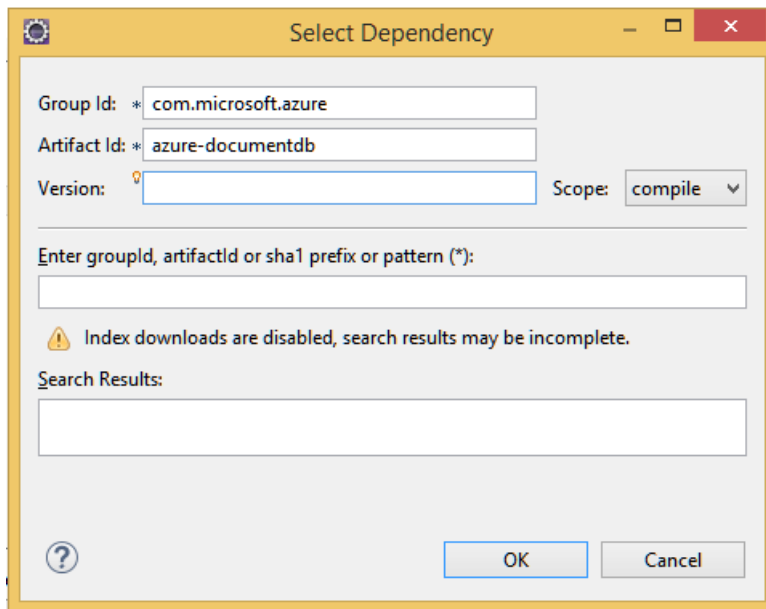 Select Dependency
Group Id: * com.microsoft.azure
Artifact Id: * azure-documentdb
Version: Scope: compile
Enter groupId, artifactId or sha1 prefix or pattern (*):
Index downloads are disabled, search results may be incomplete.
Search Results:
OK Cancel